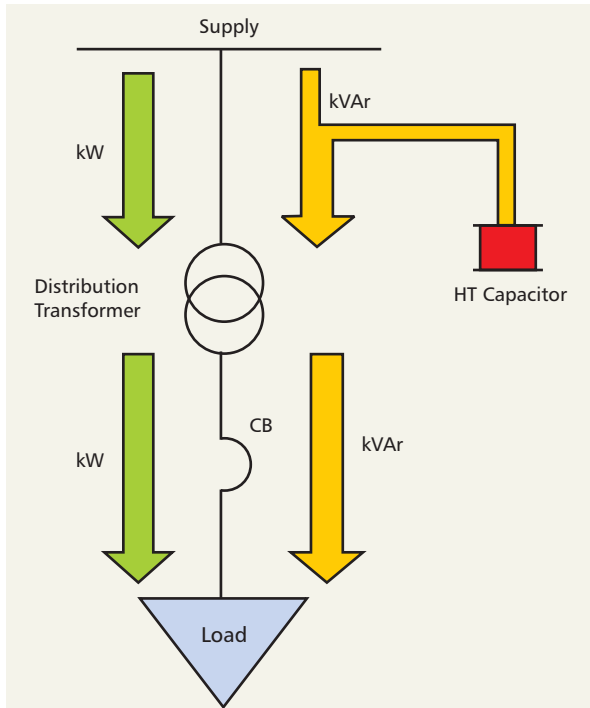 Supply
kVAr
kW
Distribution
Transformer
HT Capacitor
CB
kVAr
kW
Load